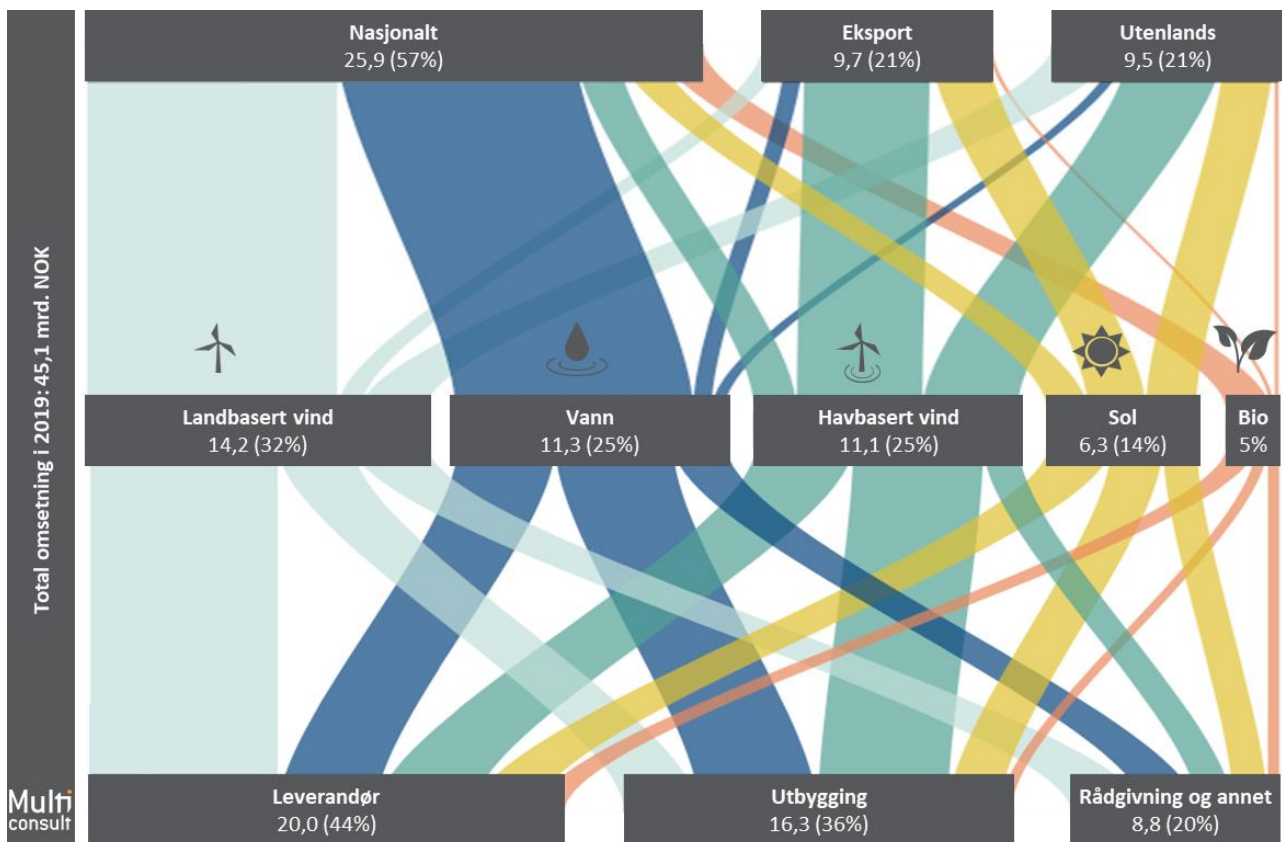 Nasjonalt
25,9 (57%)
Eksport
9,7 (21%)
Utenlands
9,5 (21%)
Total omsetning i 2019: 45,1 mrd. NOK
Landbasert vind
14,2 (32%)
Vann
11,3 (25%)
Havbasert vind
11,1 (25%)
Sol
6,3 (14%)
Bio
5%
Leverandør
20,0 (44%)
Utbygging
16,3 (36%)
Rådgivning og annet
8,8 (20%)
Multi
consult